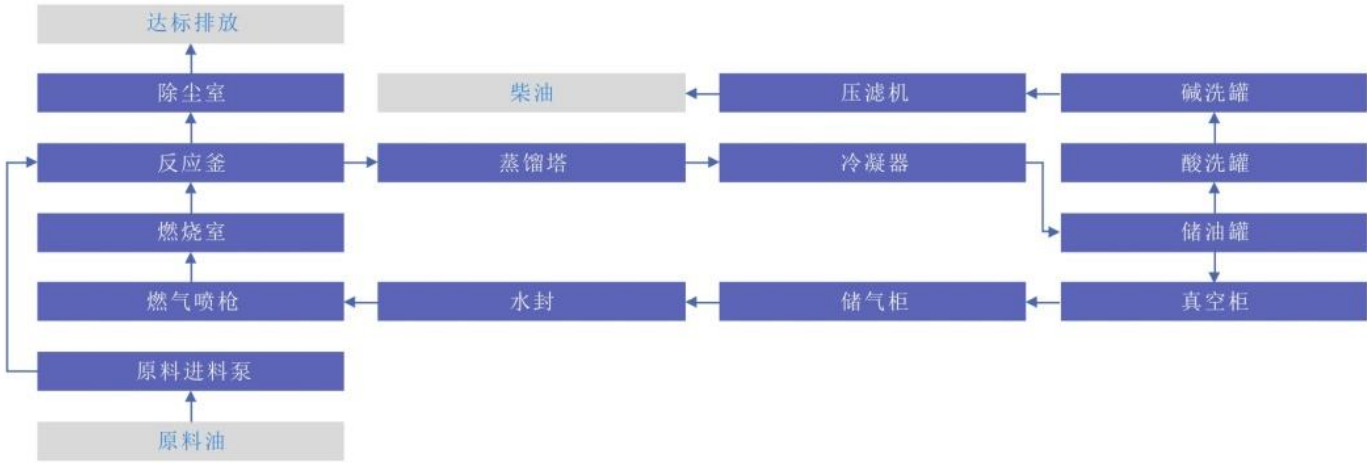 达标排放
除尘室
柴油
压滤机
碱洗罐
反应釜
蒸馏塔
冷凝器
酸洗罐
燃烧室
储油罐
燃气喷枪
水封
储气柜
真空柜
原料进料泵
原料油